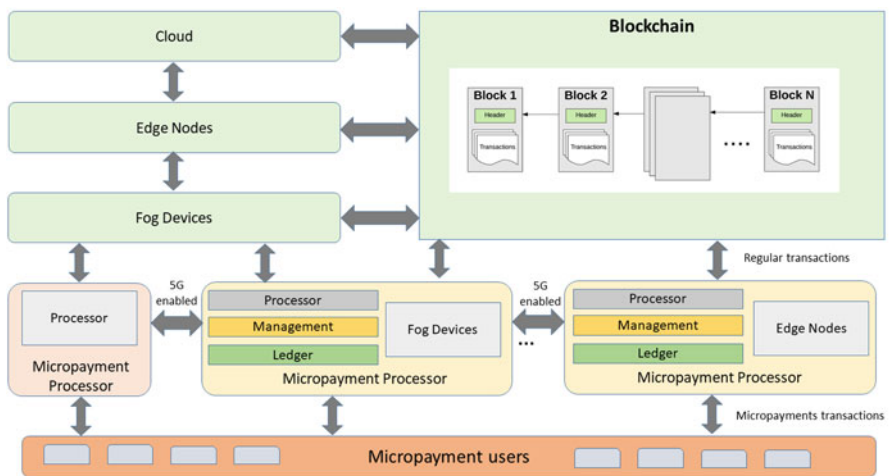 Cloud
Blockchain
Block 1
Block 2
Block N
Header
Header
Header
Edge Nodes
Transactions
Transactions
....
Transactions
Fog Devices
Regular transactions
5G
enabled
5G
enabled
Processor
Processor
Management
Ledger
Fog Devices
Processor
Management
Ledger
Edge Nodes
...
Micropayment
Processor
Micropayment Processor
Micropayment Processor
Micropayments transactions
Micropayment users